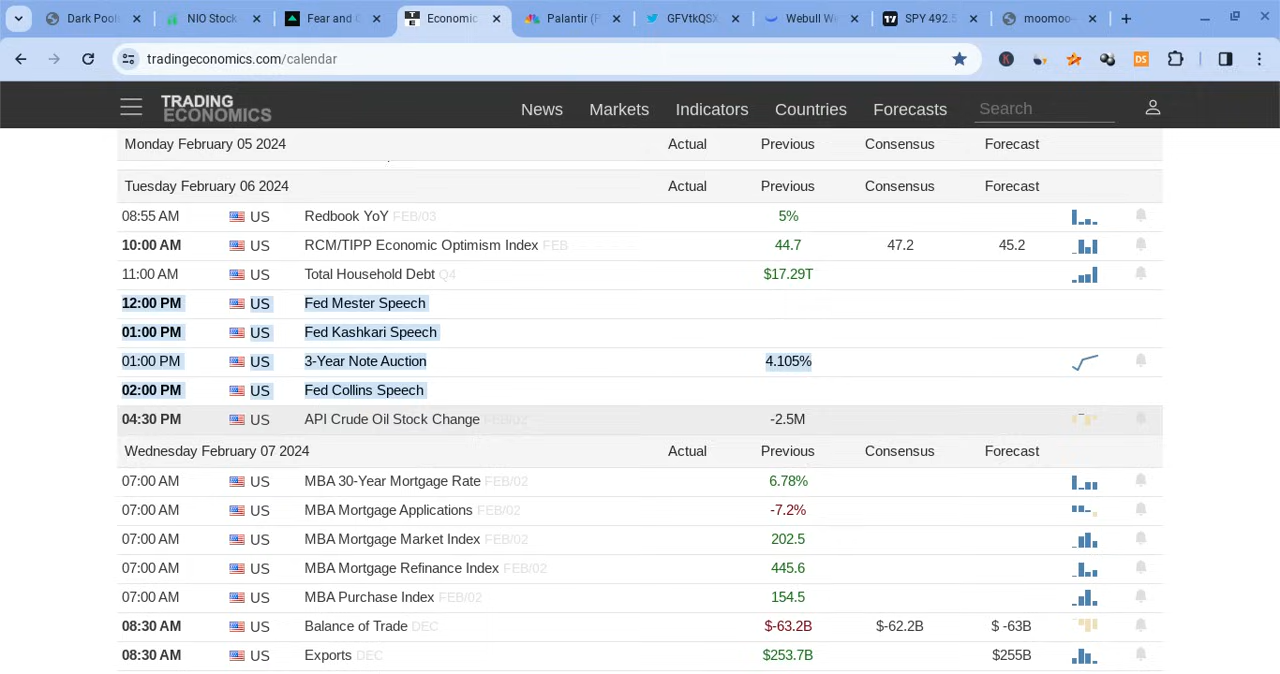 Dark Pool
NIO Stock
Fear and
Economic
Palantir (P
GFVtkQSX
Webull W
SPY 492.5
moomoo
tradingeconomics.com/calendar
TRADING
ECONOMICS
News Markets Indicators Countries Forecasts Search
Monday February 05 2024 Actual Previous Consensus Forecast
Tuesday February 06 2024 Actual Previous Consensus Forecast
08:55 AM US Redbook YoY FEB/03 5%
10:00 AM US RCM/TIPP Economic Optimism Index FEB 44.7 47.2 45.2
11:00 AM US Total Household Debt Q4 $17.29T
12:00 PM US Fed Mester Speech
01:00 PM US Fed Kashkari Speech
01:00 PM US 3-Year Note Auction 4.105%
02:00 PM US Fed Collins Speech
04:30 PM US API Crude Oil Stock Change FEB/02 -2.5M
Wednesday February 07 2024 Actual Previous Consensus Forecast
07:00 AM US MBA 30-Year Mortgage Rate FEB/02 6.78%
07:00 AM US MBA Mortgage Applications FEB/02 -7.2%
07:00 AM US MBA Mortgage Market Index FEB/02 202.5
07:00 AM US MBA Mortgage Refinance Index FEB/02 445.6
07:00 AM US MBA Purchase Index FEB/02 154.5
08:30 AM US Balance of Trade DEC $-63.2B $-62.2B $ -63B
08:30 AM US Exports DEC $253.7B $255B